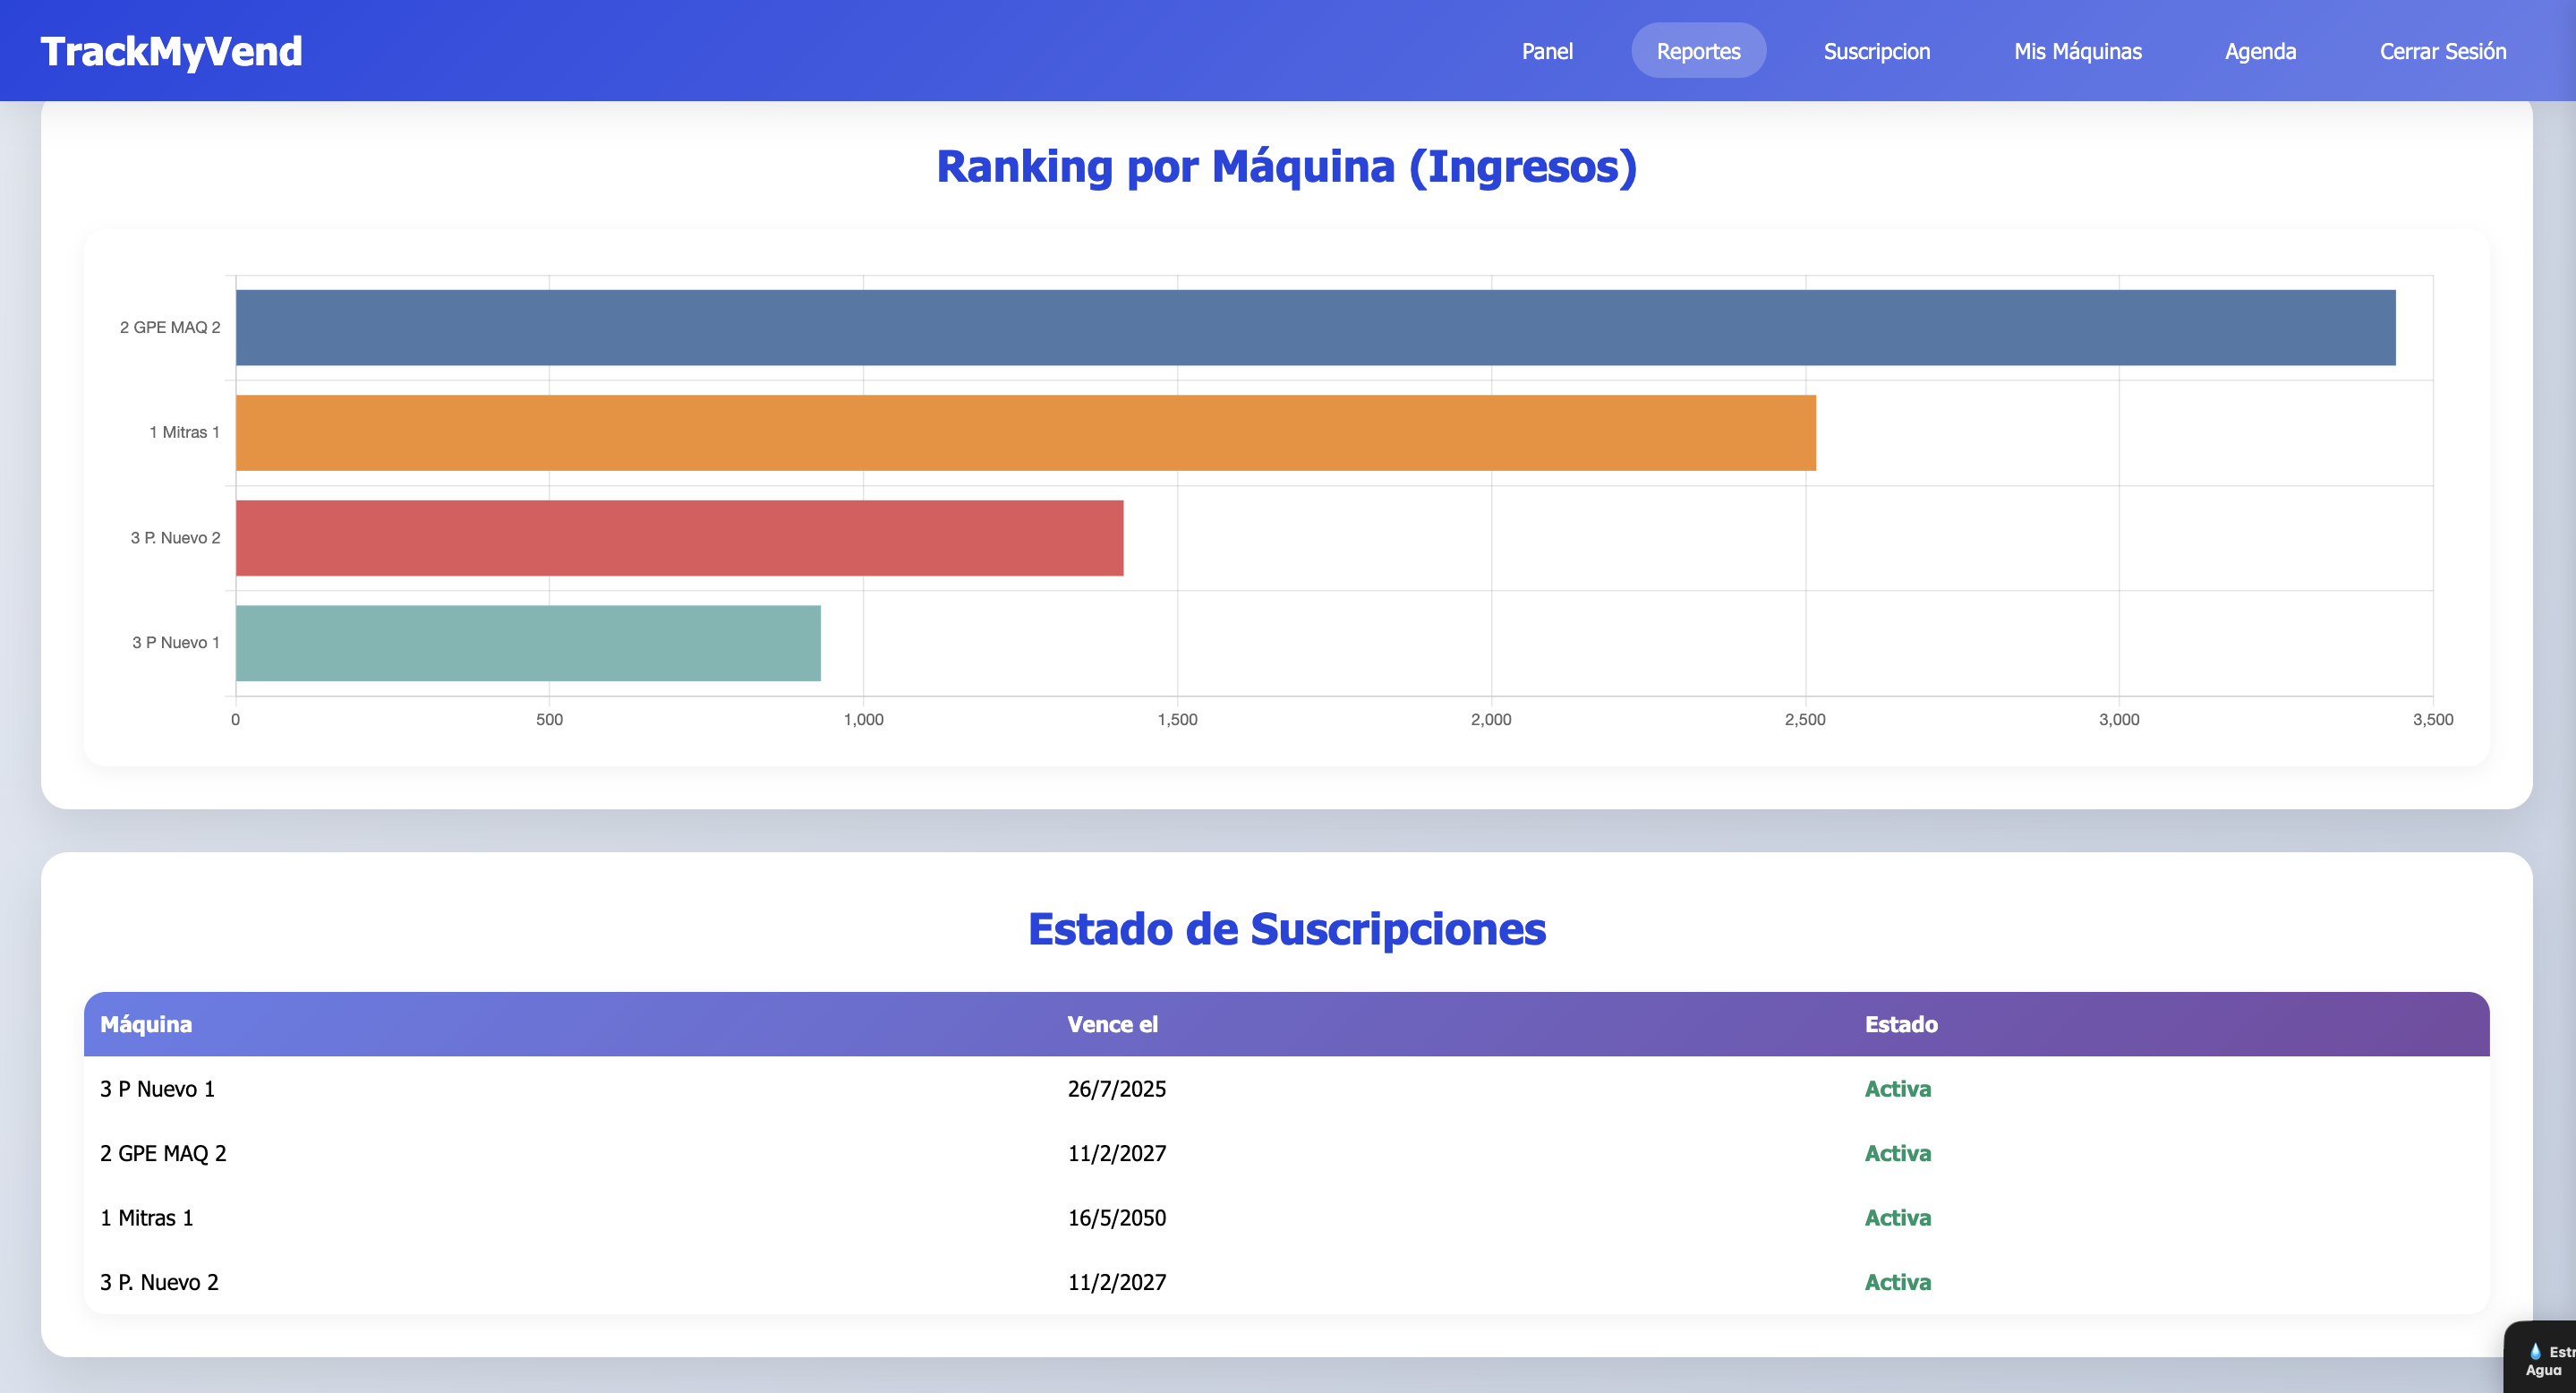 TrackMyVend
Panel Reportes Suscripcion Mis Máquinas Agenda Cerrar Sesión
Ranking por Máquina (Ingresos)
2 GPE MAQ 2
1 Mitras 1
3 P. Nuevo 2
3 P Nuevo 1
0 500 1,000 1,500 2,000 2,500 3,000 3,500
Estado de Suscripciones
Máquina Vence el Estado
3 P Nuevo 1 26/7/2025 Activa
2 GPE MAQ 2 11/2/2027 Activa
1 Mitras 1 16/5/2050 Activa
3 P. Nuevo 2 11/2/2027 Activa
Agua